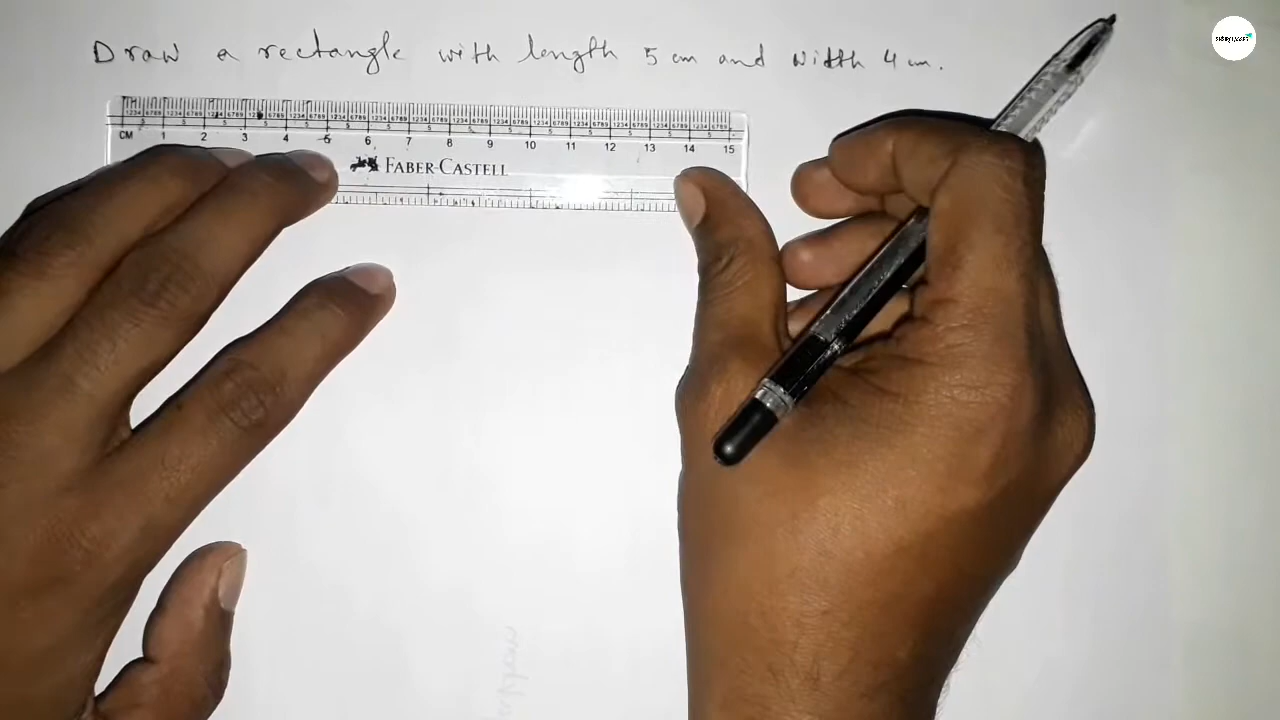 Draw a rectangle with length 5 cm and width 4 cm.
CM 1 2 3 4 5 6 7 8 9 10 11 12 13 14 15
FABER-CASTELL